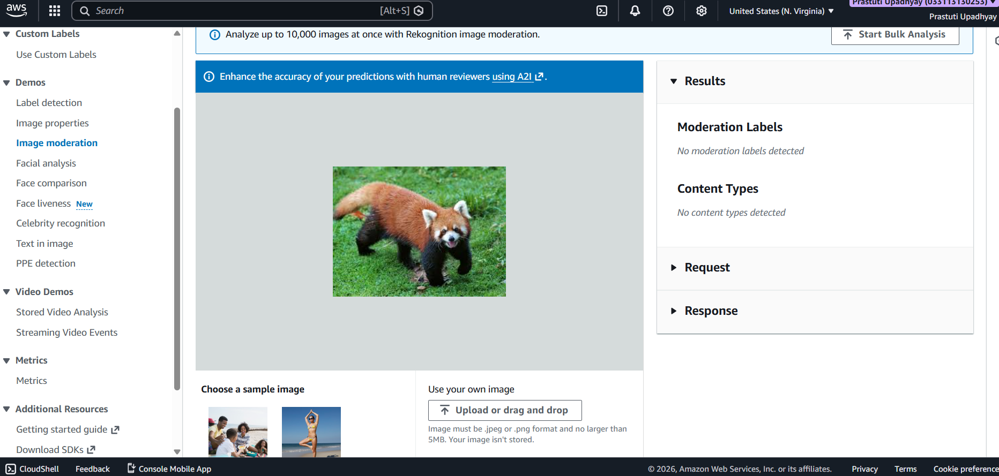 aws
Search
[Alt+S]
United States (N. Virginia)
Prastuti Upadhyay (033113130253)
Prastuti Upadhyay
Custom Labels
Use Custom Labels
Demos
Label detection
Image properties
Image moderation
Facial analysis
Face comparison
Face liveness New
Celebrity recognition
Text in image
PPE detection
Video Demos
Stored Video Analysis
Streaming Video Events
Metrics
Metrics
Additional Resources
Getting started guide
Download SDKs
Analyze up to 10,000 images at once with Rekognition image moderation.
Start Bulk Analysis
Enhance the accuracy of your predictions with human reviewers using A2I .
Choose a sample image
Use your own image
Upload or drag and drop
Image must be .jpeg or .png format and no larger than
5MB. Your image isn't stored.
Results
Moderation Labels
No moderation labels detected
Content Types
No content types detected
Request
Response
CloudShell
Feedback
Console Mobile App
© 2026, Amazon Web Services, Inc. or its affiliates.
Privacy
Terms
Cookie preference